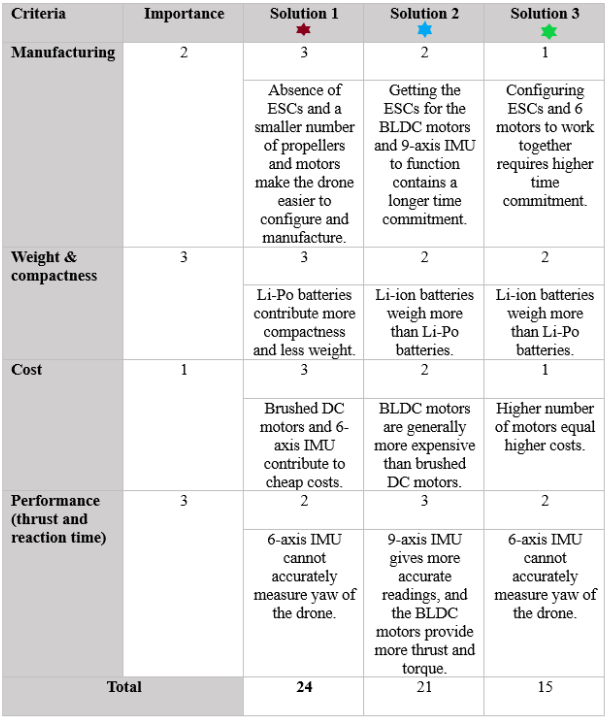 Criteria Importance Solution 1 Solution 2 Solution 3
Manufacturing 2 3 2 1
Absence of
ESCs and a
smaller number
of propellers
and motors
make the drone
easier to
configure and
manufacture.
Getting the
ESCs for the
BLDC motors
and 9-axis IMU
to function
contains a
longer time
commitment.
Configuring
ESCs and 6
motors to work
together
requires higher
time
commitment.
Weight &
compactness
3 3 2 2
Li-Po batteries
contribute more
compactness
and less weight.
Li-ion batteries
weigh more
than Li-Po
batteries.
Li-ion batteries
weigh more
than Li-Po
batteries.
Cost 1 3 2 1
Brushed DC
motors and 6-
axis IMU
contribute to
cheap costs.
BLDC motors
are generally
more expensive
than brushed
DC motors.
Higher number
of motors equal
higher costs.
Performance
(thrust and
reaction time)
3 2 3 2
6-axis IMU
cannot
accurately
measure yaw of
the drone.
9-axis IMU
gives more
accurate
readings, and
the BLDC
motors provide
more thrust and
torque.
6-axis IMU
cannot
accurately
measure yaw of
the drone.
Total 24 21 15